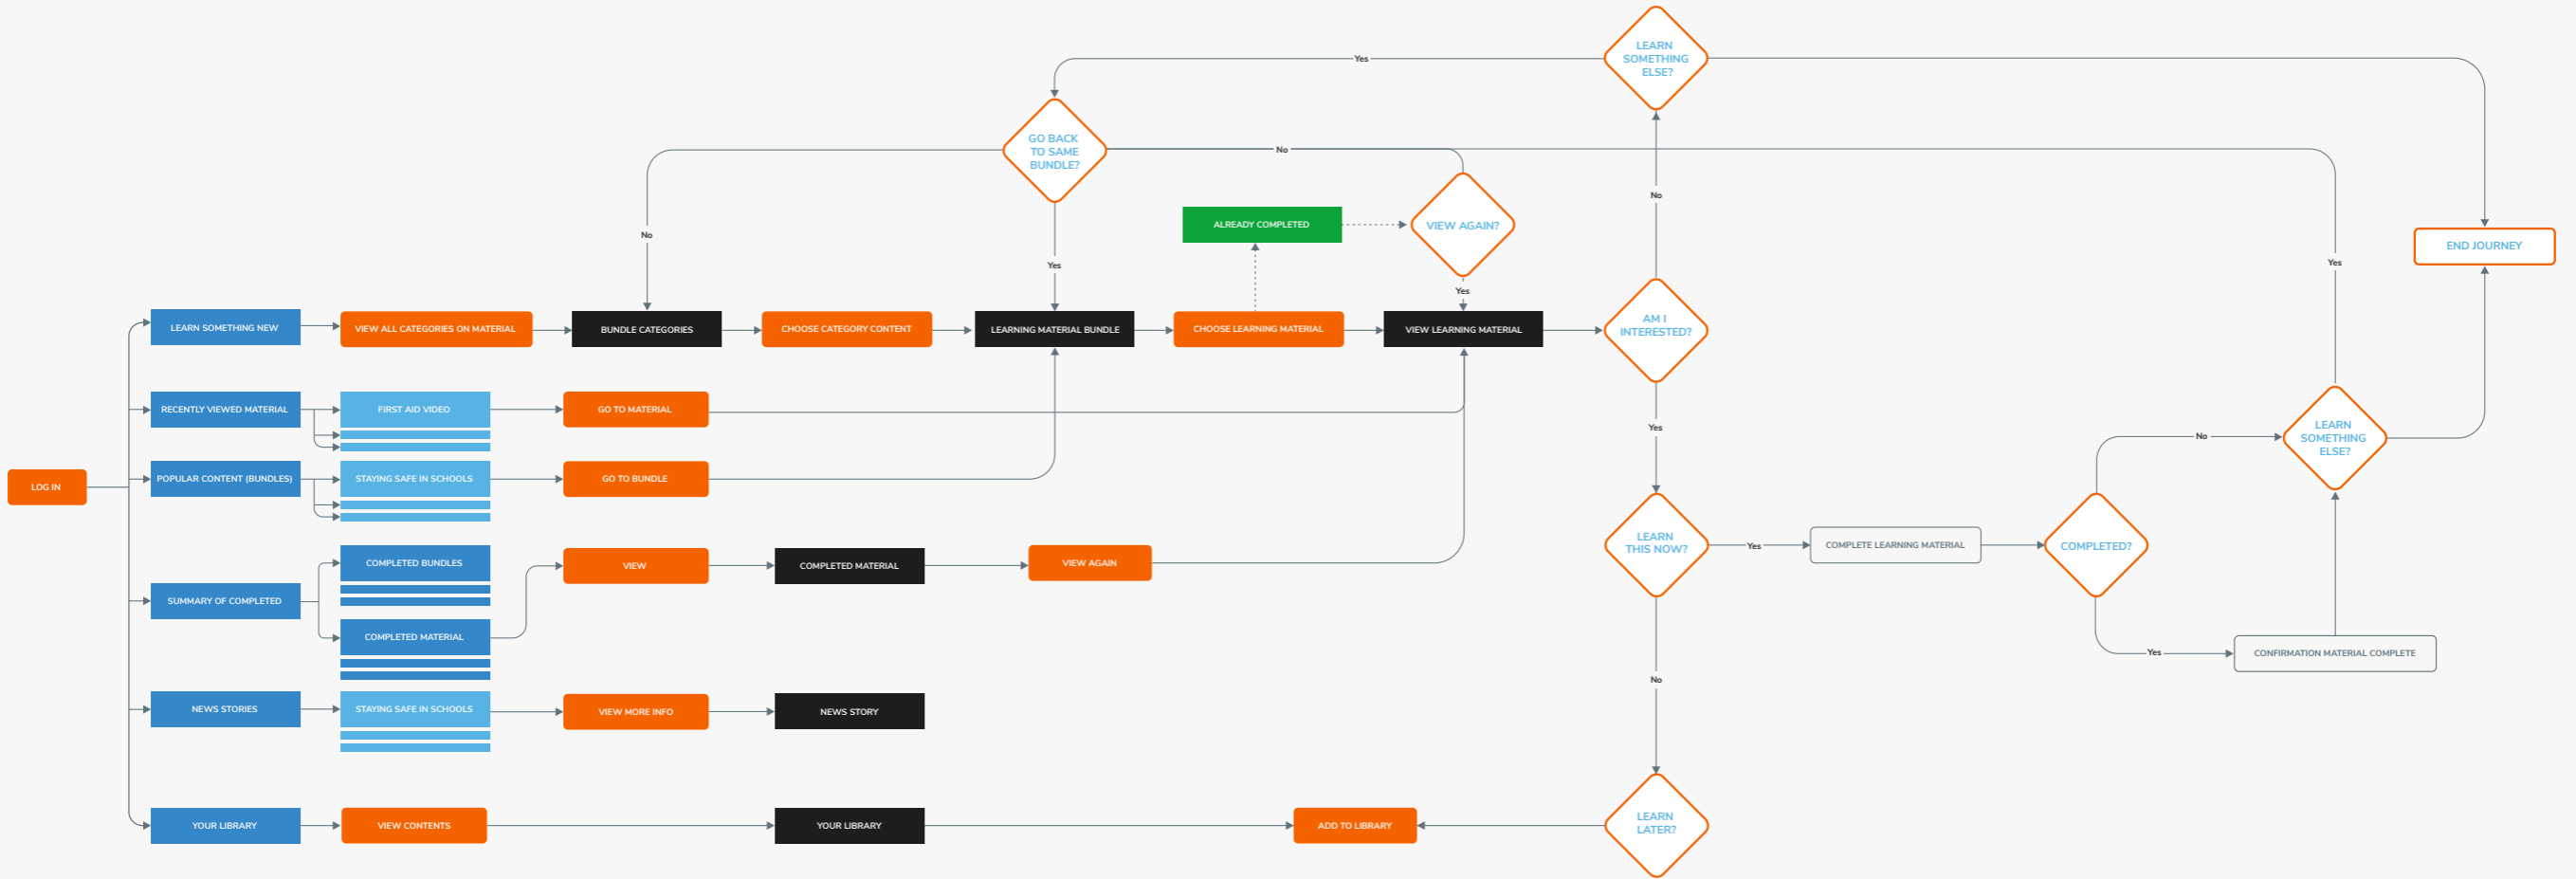 LEARN
SOMETHING
ELSE?
Yes
GO BACK
TO SAME
BUNDLE?
No
No
Yes
ALREADY COMPLETED
VIEW AGAIN?
Yes
No
END JOURNEY
Yes
LEARN SOMETHING NEW
VIEW ALL CATEGORIES ON MATERIAL
BUNDLE CATEGORIES
CHOOSE CATEGORY CONTENT
LEARNING MATERIAL BUNDLE
CHOOSE LEARNING MATERIAL
VIEW LEARNING MATERIAL
AM I
INTERESTED?
RECENTLY VIEWED MATERIAL
FIRST AID VIDEO
GO TO MATERIAL
Yes
No
LEARN
SOMETHING
ELSE?
LOG IN
POPULAR CONTENT (BUNDLES)
STAYING SAFE IN SCHOOLS
GO TO BUNDLE
SUMMARY OF COMPLETED
COMPLETED BUNDLES
COMPLETED MATERIAL
VIEW
COMPLETED MATERIAL
VIEW AGAIN
LEARN
THIS NOW?
Yes
COMPLETE LEARNING MATERIAL
COMPLETED?
Yes
CONFIRMATION MATERIAL COMPLETE
No
NEWS STORIES
STAYING SAFE IN SCHOOLS
VIEW MORE INFO
NEWS STORY
YOUR LIBRARY
VIEW CONTENTS
YOUR LIBRARY
ADD TO LIBRARY
LEARN
LATER?